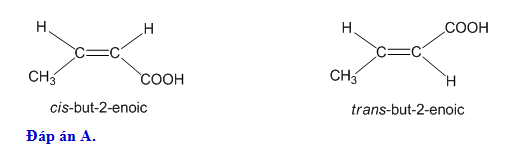 H H H COOH
C=C C=C
CH3 COOH CH3 H
cis-but-2-enoic trans-but-2-enoic
Đáp án A.